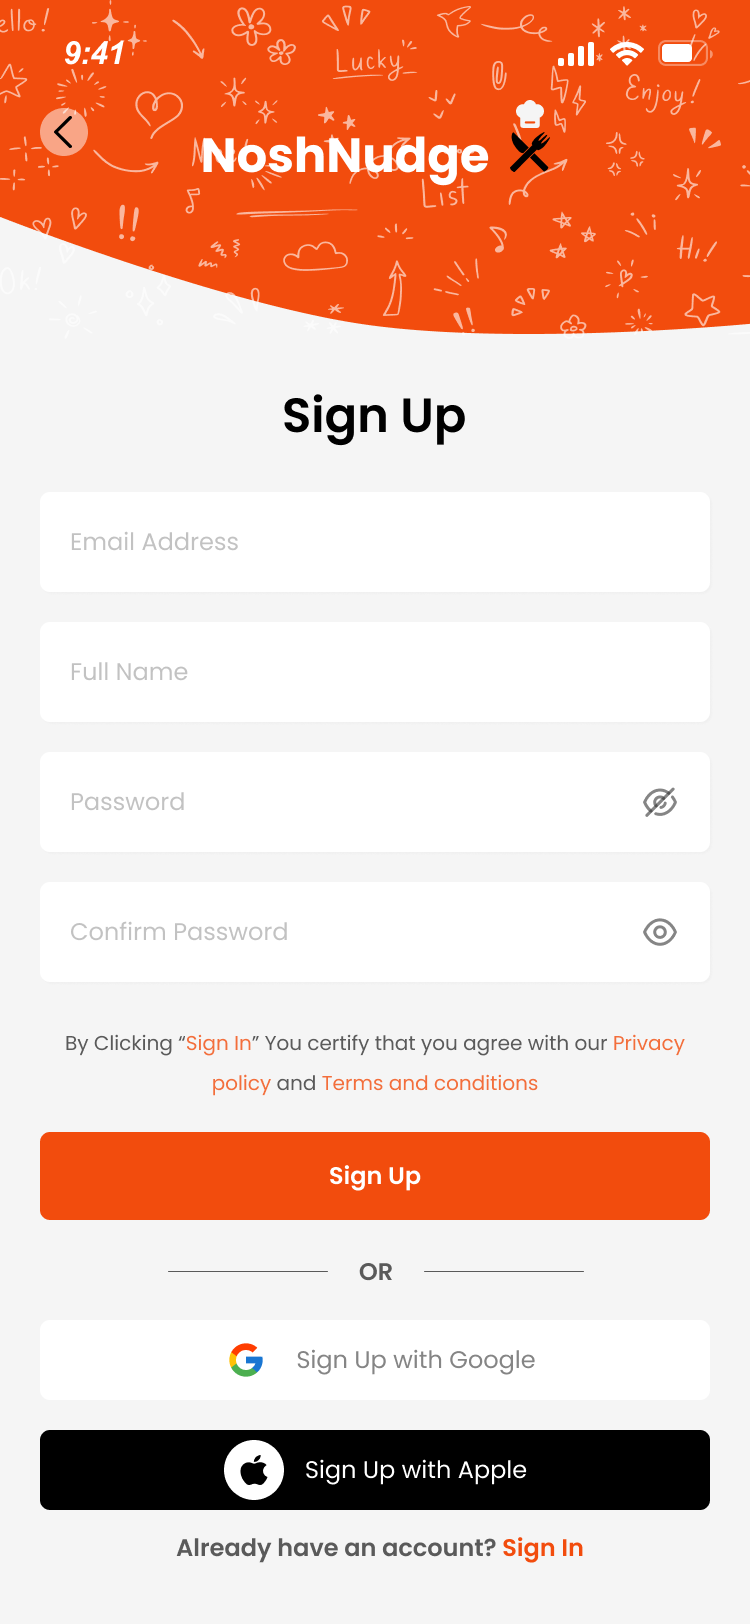 ello!
9:41
Lucky
Enjoy!
NoshNudge
List
Hi!
Ok!
Sign Up
Email Address
Full Name
Password
Confirm Password
By Clicking “Sign In” You certify that you agree with our Privacy
policy and Terms and conditions
Sign Up
OR
Sign Up with Google
Sign Up with Apple
Already have an account? Sign In